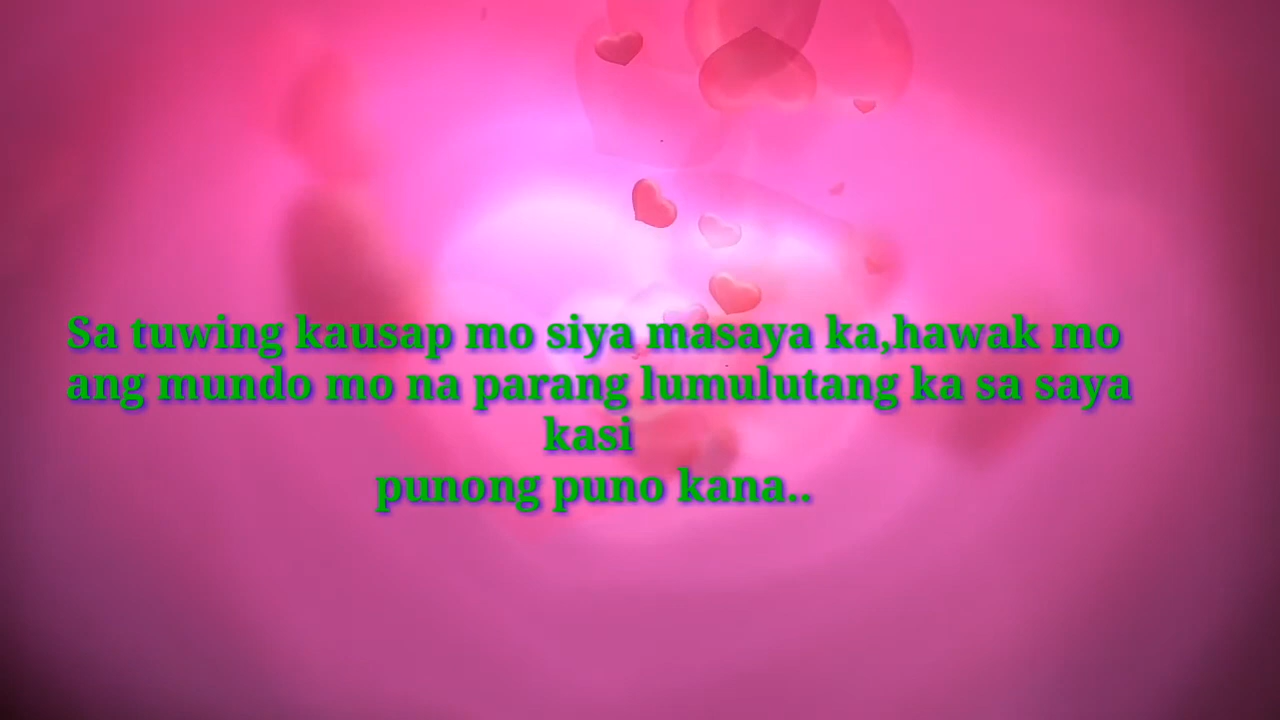 Sa tuwing kausap mo siya masaya ka,hawak mo
ang mundo mo na parang lumulutang ka sa saya
kasi
punong puno kana..